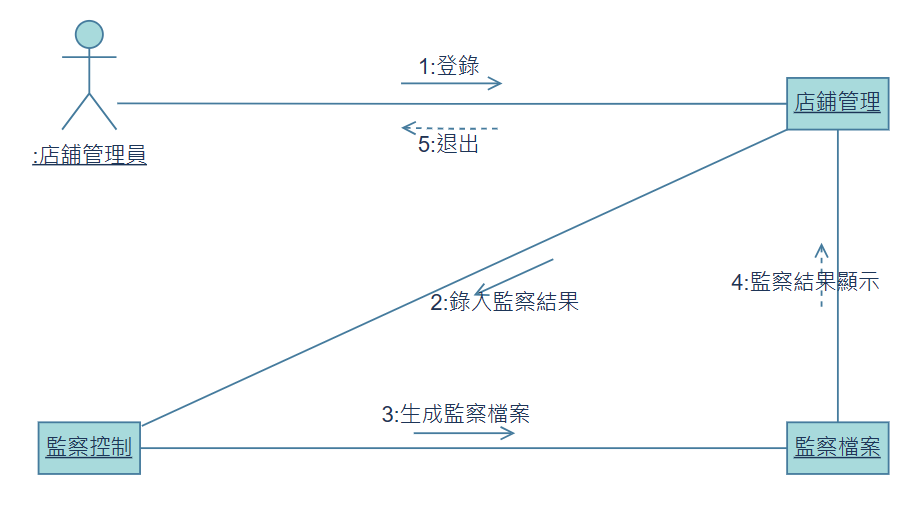 1:登錄
店鋪管理
5:退出
:店舖管理員
4:監察結果顯示
2:錄入監察結果
3:生成監察檔案
監察控制
監察檔案